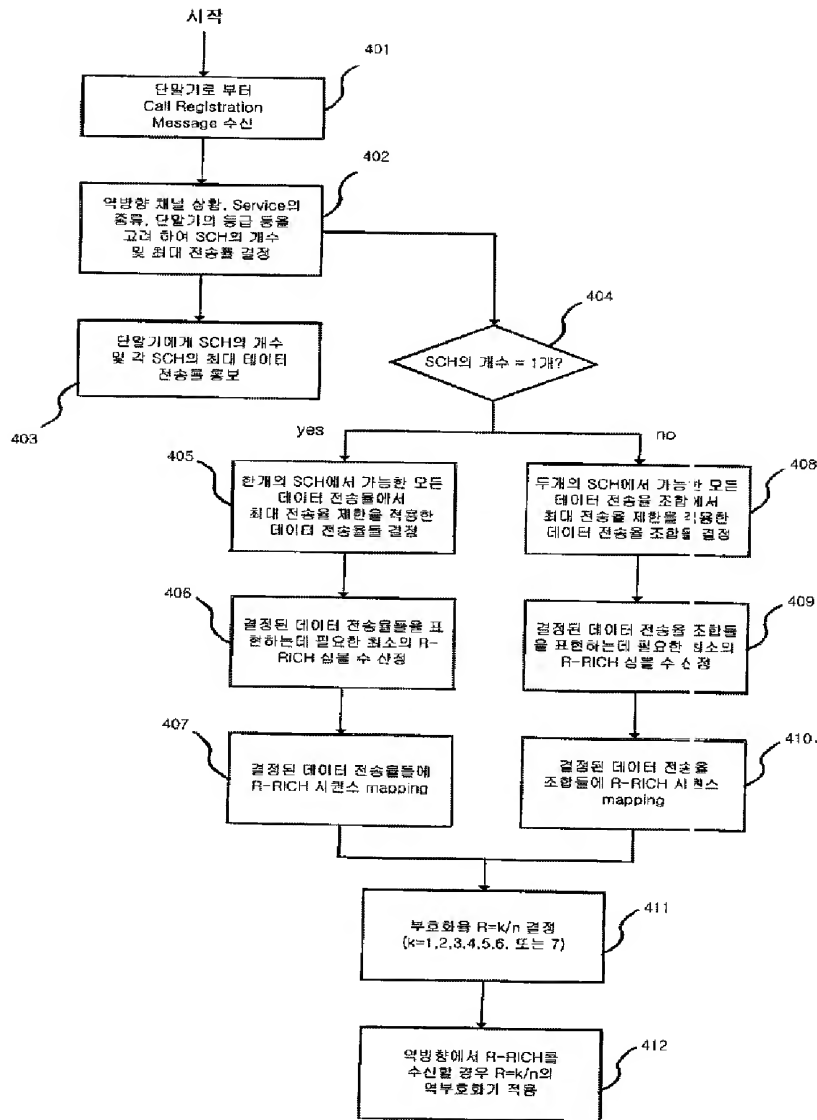 시작
401
단말기로 부터
Call Registration
Message 수신
402
역방향 채널 상황, Service의
종류, 단말기의 등급 등을
고려 하여 SCH의 개수
및 최대 전송률 결정
404
단말기에게 SCH의 개수
및 각 SCH의 최대 데이터
전송률 통보
SCH의 개수 = 1개?
403
yes
no
405
한개의 SCH에서 가능한 모든
데이터 전송율에서
최대 전송율 제한을 적용한
데이터 전송율들 결정
408
두개의 SCH에서 가능한 모든
데이터 전송율 조합에서
최대 전송율 제한을 적용한
데이터 전송율 조합들 결정
406
결정된 데이터 전송율들을 표
현하는데 필요한 최소의 R-
RICH 심볼 수 산정
409
결정된 데이터 전송율 조합들
을 표현하는데 필요한 최소의
R-RICH 심볼 수 산정
407
결정된 데이터 전송율들에
R-RICH 시퀀스 mapping
410.
결정된 데이터 전송율
조합들에 R-RICH 시퀀스
mapping
411
부호화율 R=k/n 결정
(k=1,2,3,4,5,6, 또는 7)
412
역방향에서 R-RICH를
수신할 경우 R=k/n의
역부호화기 적용